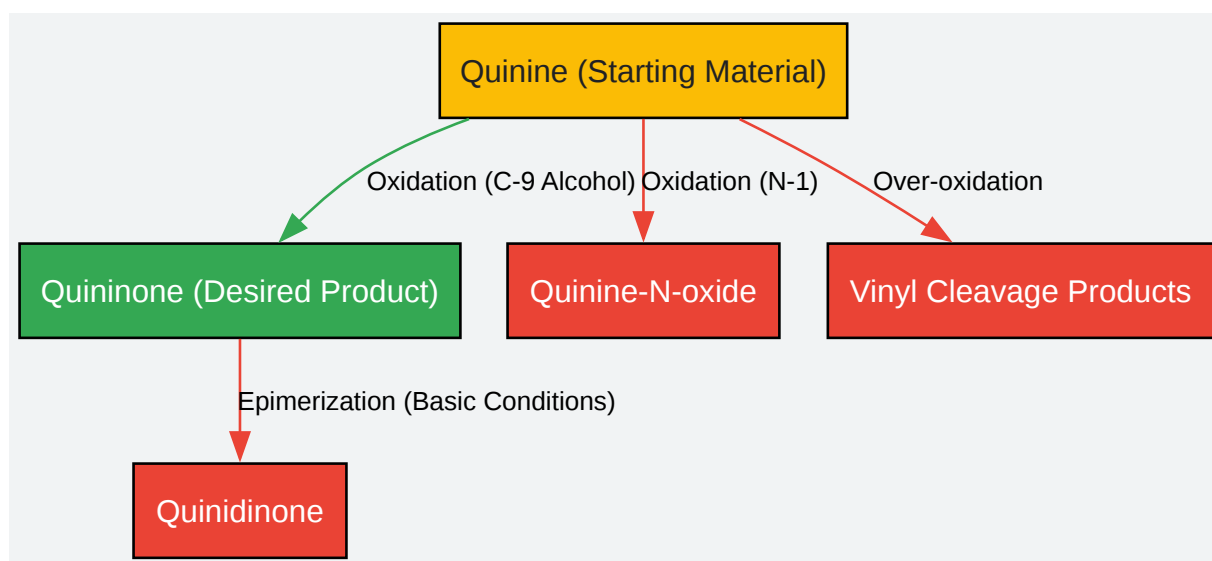 Quinine (Starting Material)
Oxidation (C-9 Alcohol)
Oxidation (N-1)
Over-oxidation
Quininone (Desired Product)
Quinine-N-oxide
Vinyl Cleavage Products
Epimerization (Basic Conditions)
Quinidinone